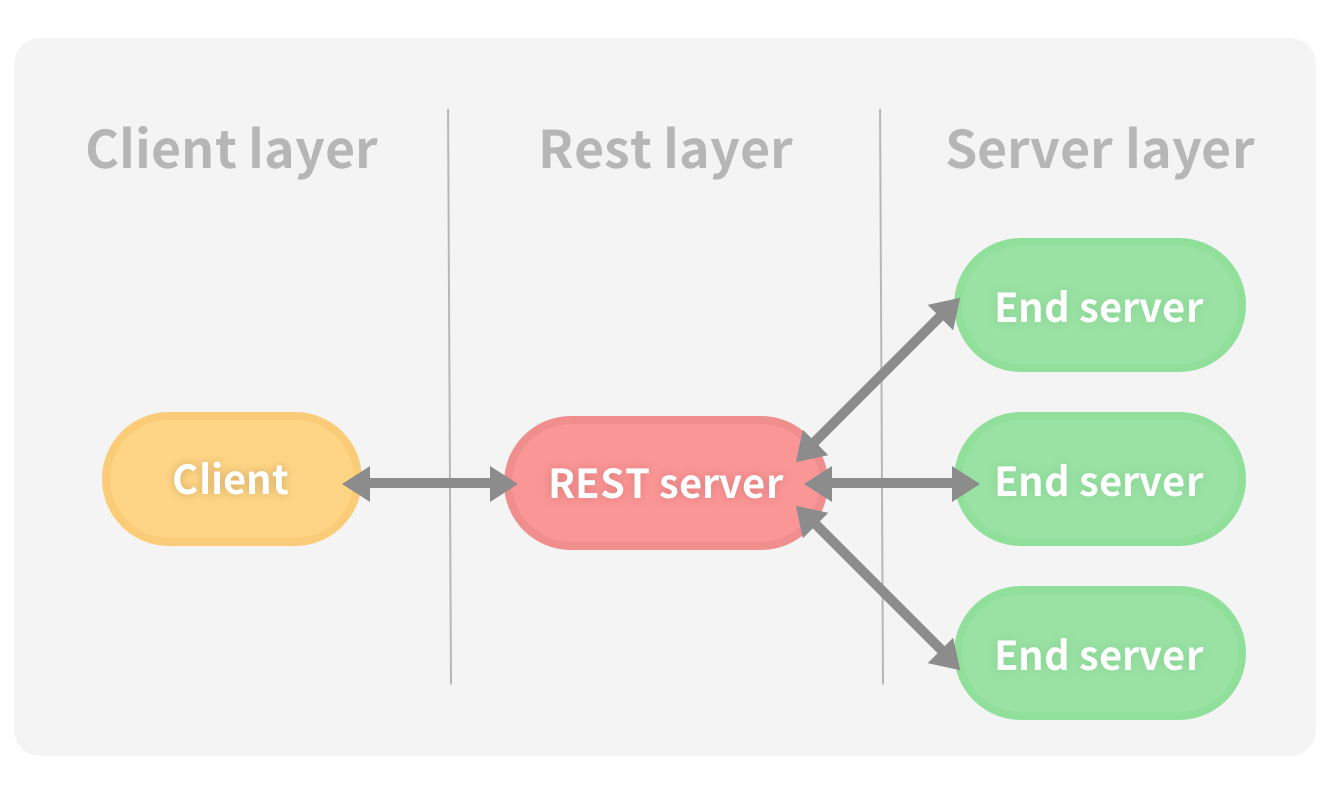 Client layer
Rest layer
Server layer
End server
Client
REST server
End server
End server